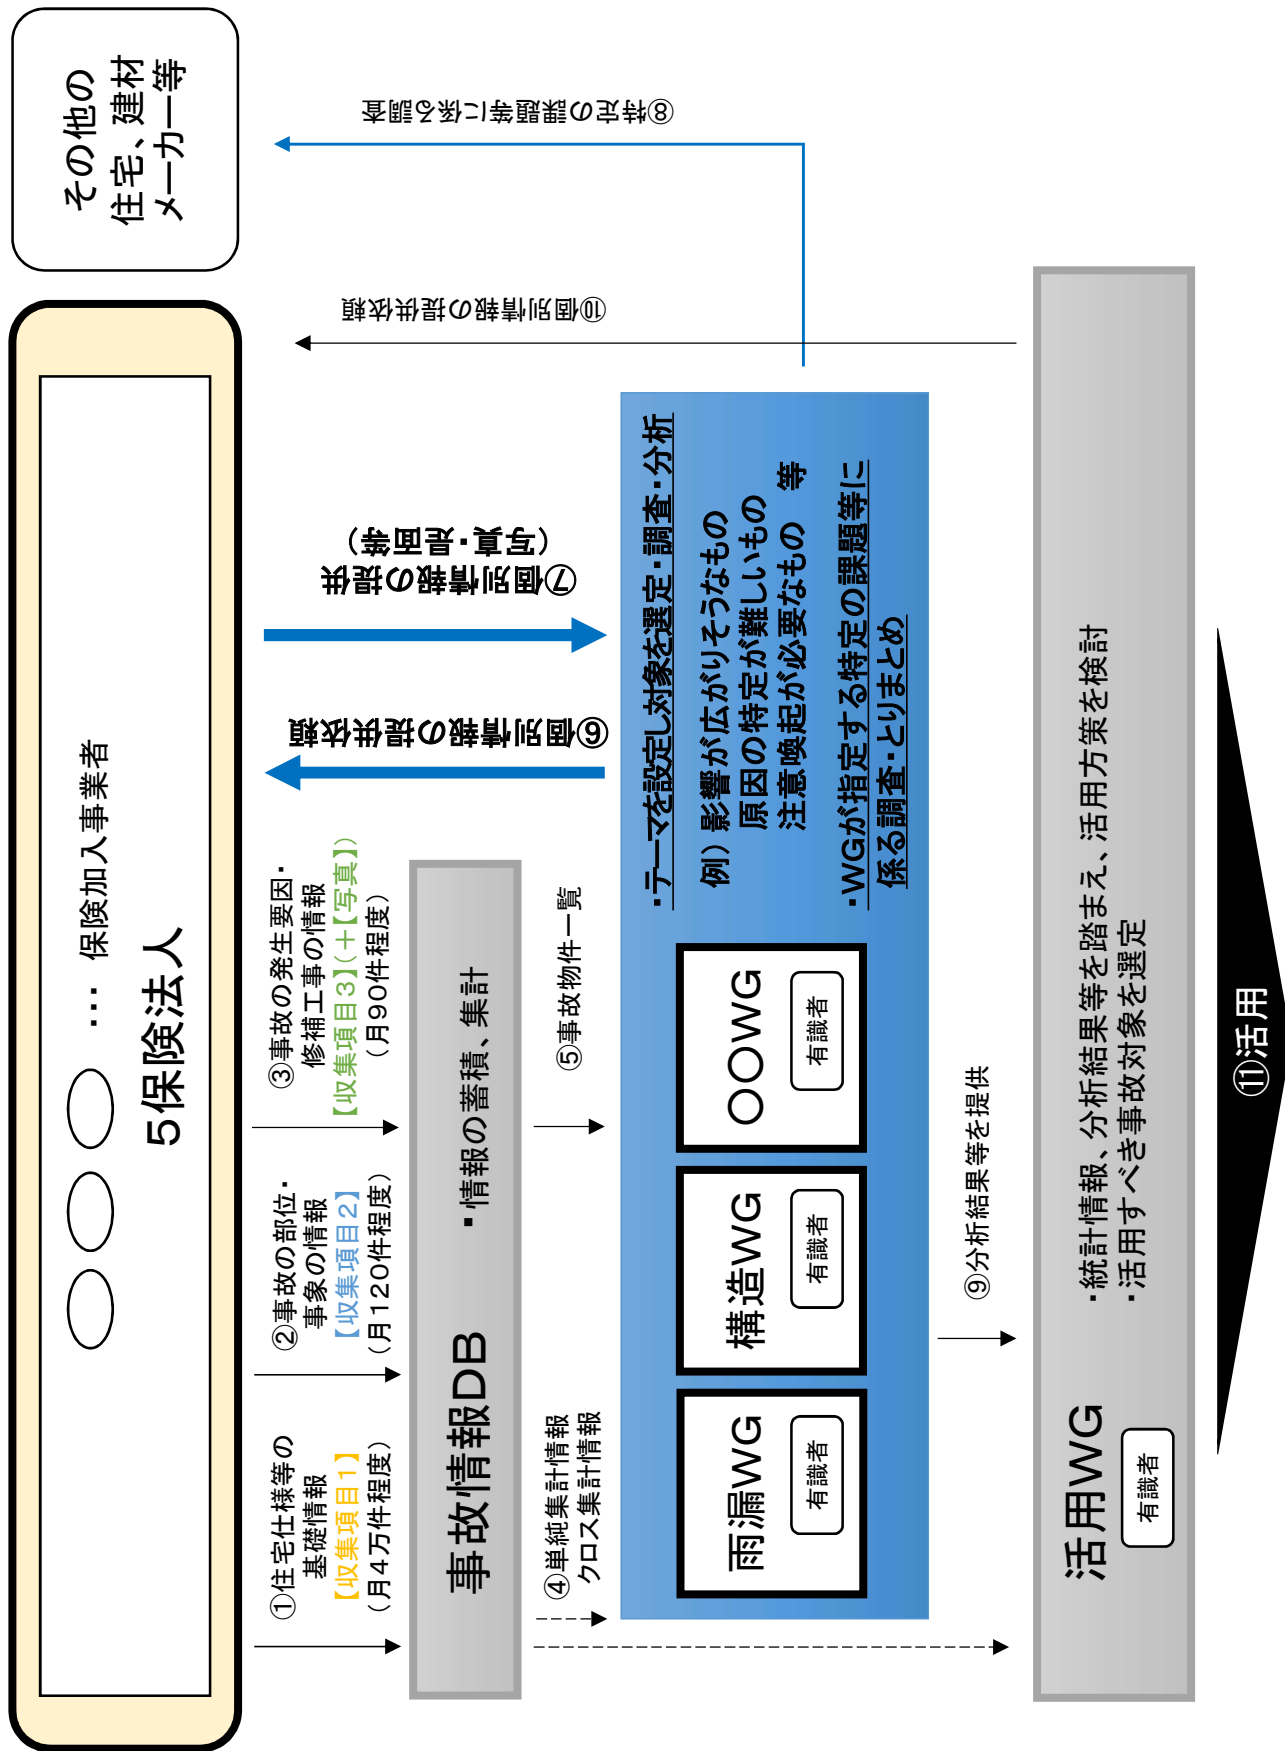 保険加入事業者
…
5保険法人
その他の
住宅、建材
メーカー等
①住宅仕様等の
基礎情報
【収集項目1】
(月4万件程度)
②事故の部位・
事象の情報
【収集項目2】
(月120件程度)
③事故の発生要因・
修補工事の情報
【収集項目3】(+【写真】)
(月90件程度)
⑥個別情報の提供依頼
⑦個別情報の提供
(写真・是面等)
⑩個別情報の提供依頼
⑧特定の課題等に係る調査
事故情報DB
・情報の蓄積、集計
④単純集計情報
クロス集計情報
⑤事故物件一覧
雨漏WG
有識者
構造WG
有識者
〇〇WG
有識者
・テーマを設定し対象を選定・調査・分析
例)影響が広がりそうなもの
原因の特定が難しいもの
注意喚起が必要なもの 等
・WGが指定する特定の課題等に
係る調査・とりまとめ
⑨分析結果等を提供
活用WG
有識者
・統計情報、分析結果等を踏まえ、活用方策を検討
・活用すべき事故対象を選定
⑪活用